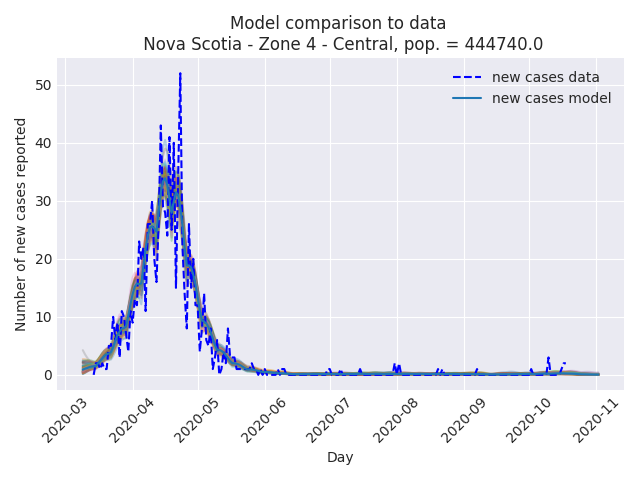 Model comparison to data
Nova Scotia - Zone 4 - Central, pop. = 444740.0
new cases data
new cases model
Number of new cases reported
50
40
30
20
10
0
2020-03
2020-04
2020-05
2020-06
2020-07
2020-08
2020-09
2020-10
2020-11
Day